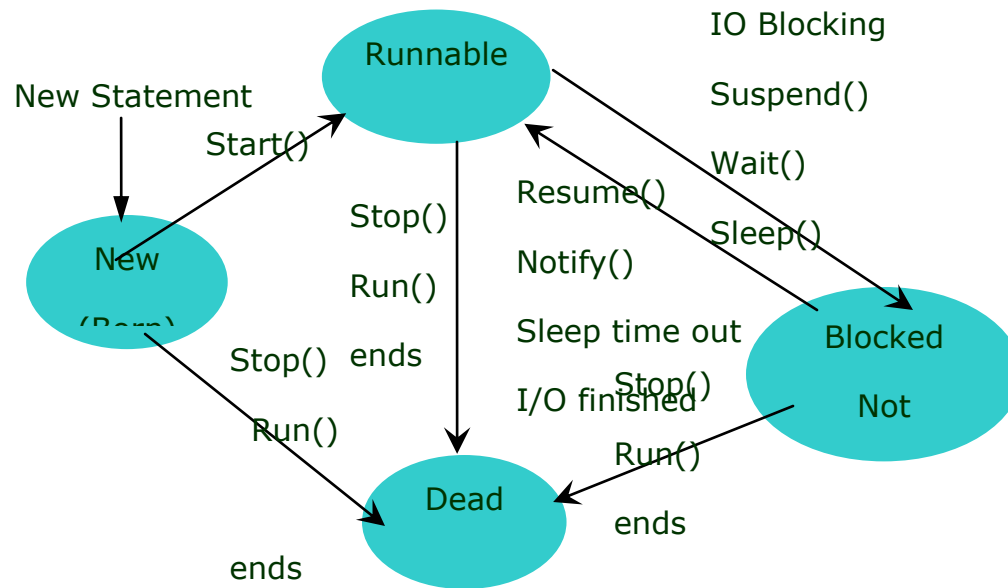 IO Blocking
Suspend()
Wait()
Sleep()
Runnable
New Statement
Start()
New
(Born)
Stop()
Run()
ends
Resume()
Notify()
Sleep time out
I/O finished
Blocked
Not
Stop()
Run()
ends
Stop()
Run()
ends
Dead